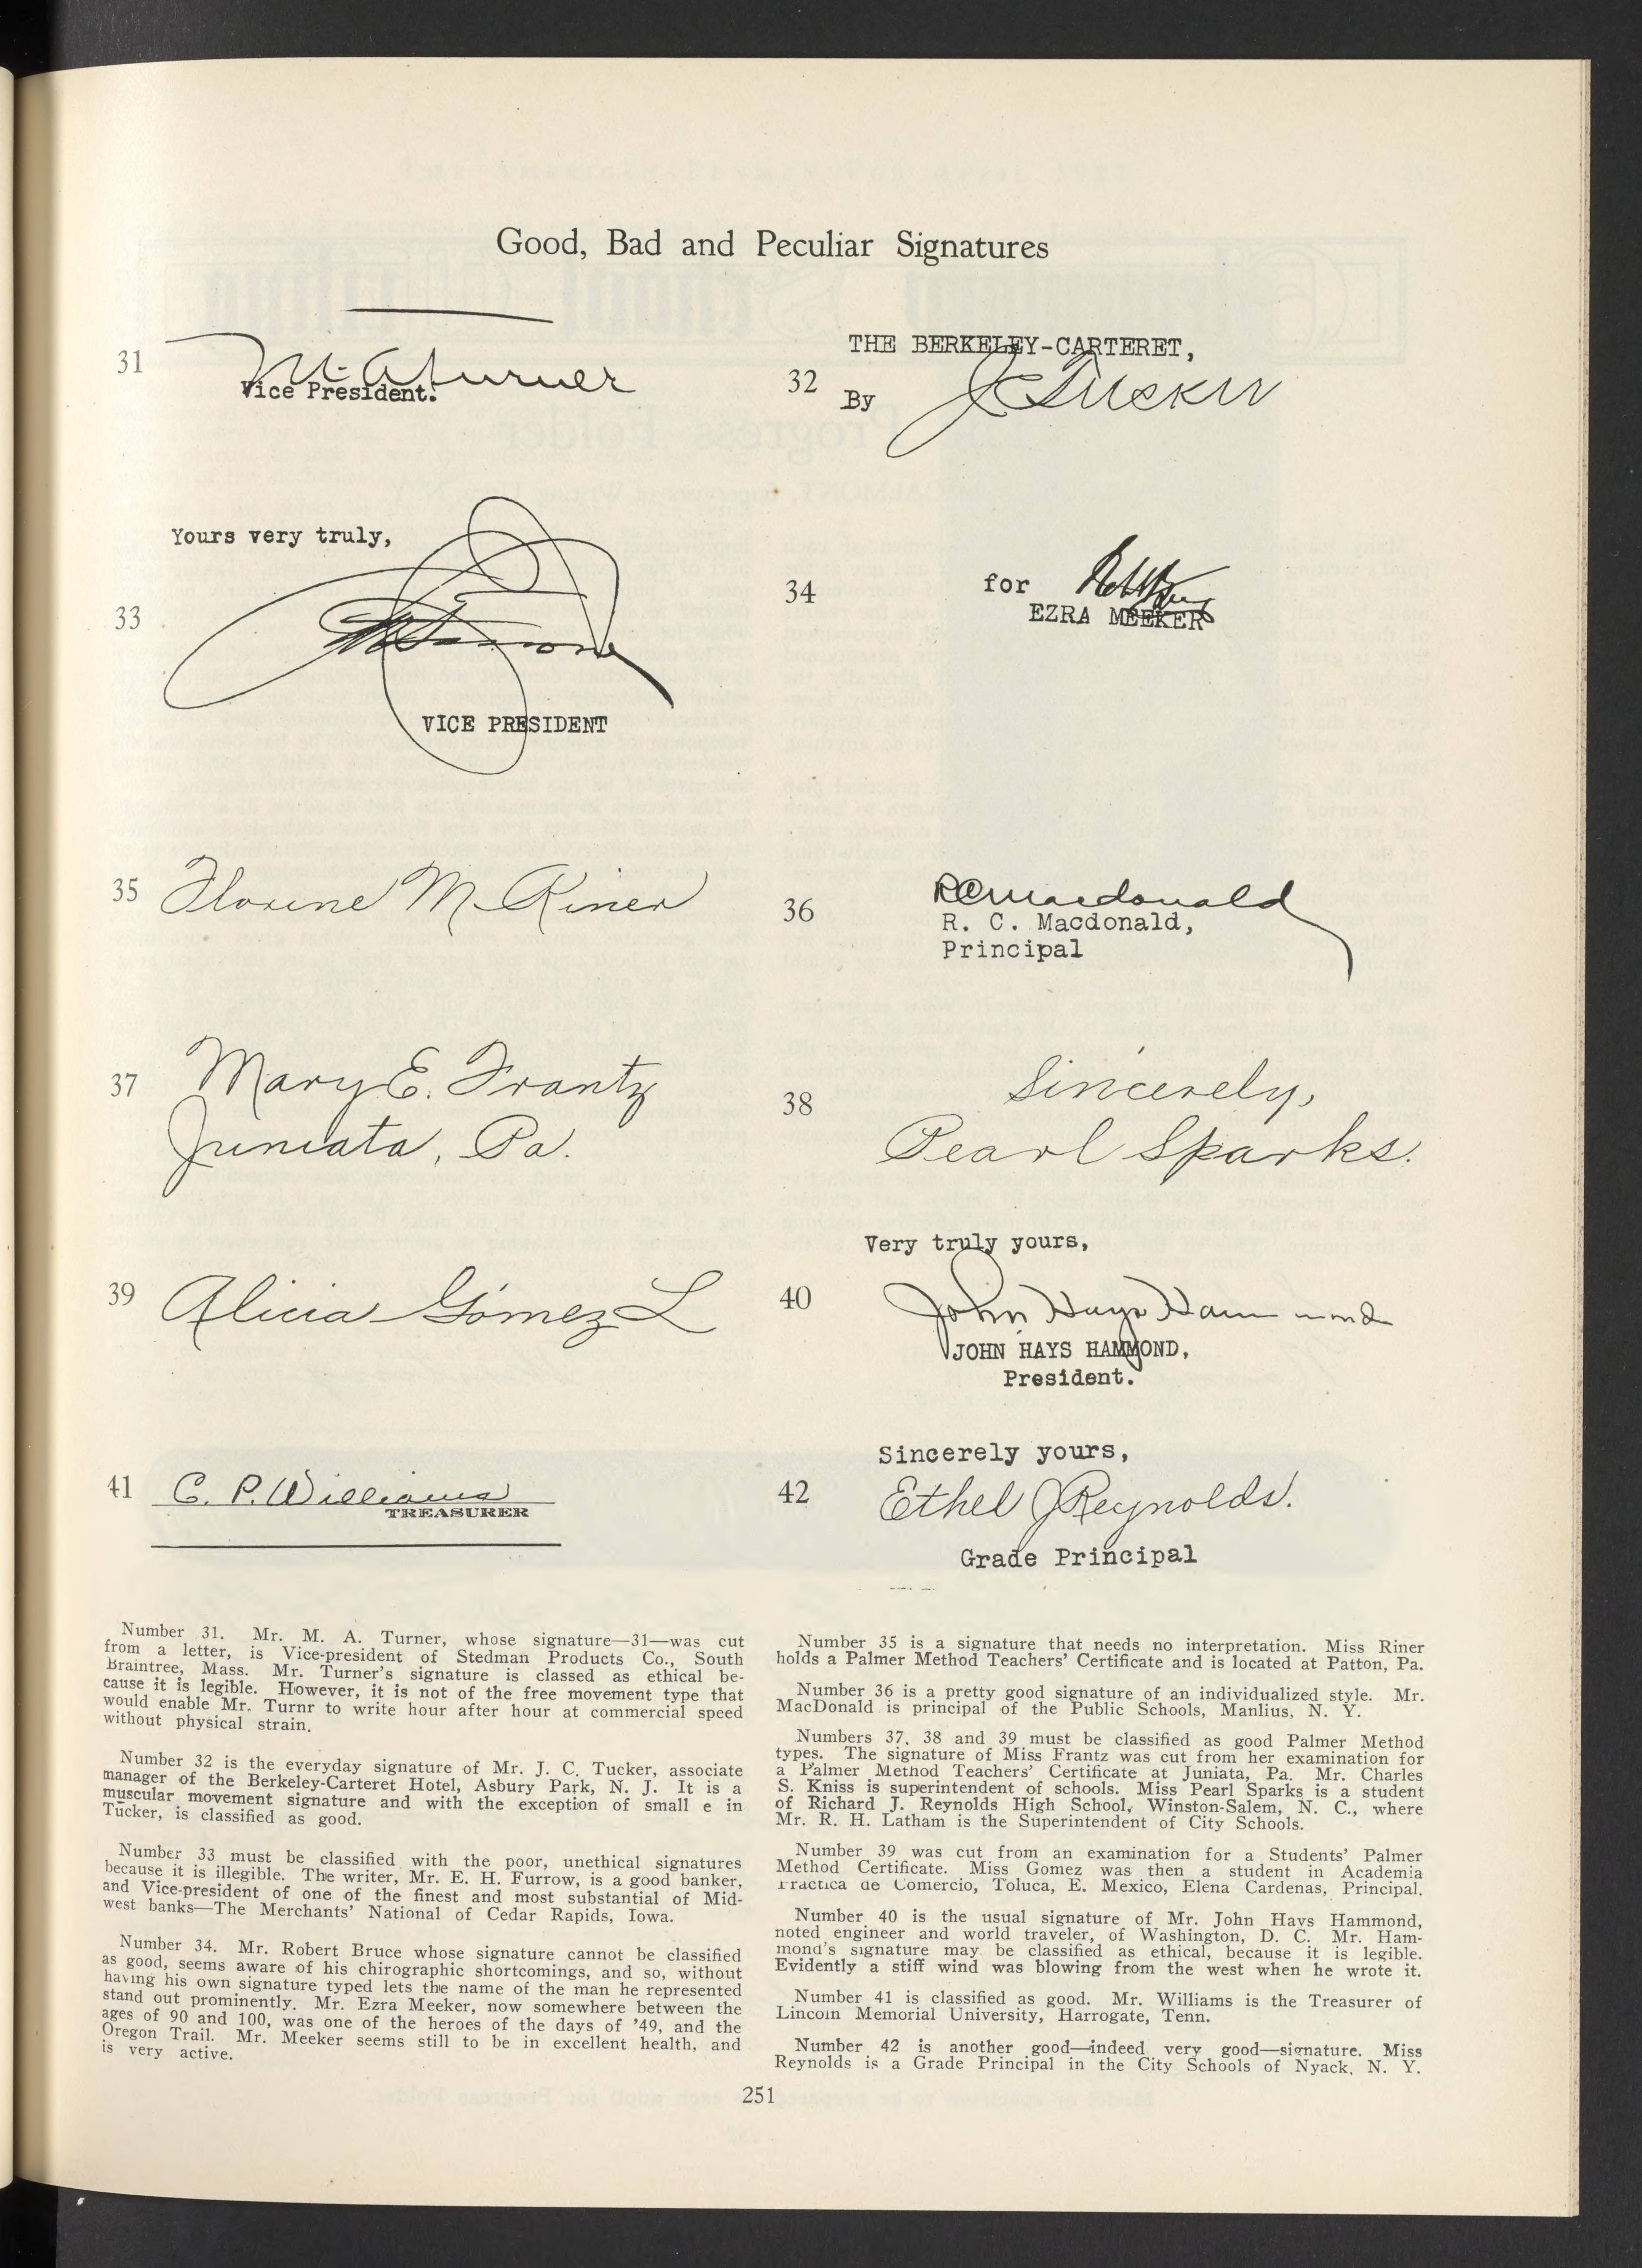 Good, Bad and Peculiar Signatures
31
M. A. Turner
Vice President.
THE BERKELEY-CARTERET,
32
By
J C Tucker
Yours very truly,
33
VICE PRESIDENT
34
for
EZRA MEEKER
35
Florene M. Riner
36
R C Macdonald
R. C. Macdonald,
Principal
37
Mary E. Frantz
Juniata, Pa.
38
Sincerely,
Pearl Sparks.
39
Alicia Gómez L
Very truly yours,
40
John Hays Hammond
JOHN HAYS HAMMOND,
President.
41
C. P. Williams
TREASURER
Sincerely yours,
42
Ethel J Reynolds.
Grade Principal
Number 31. Mr. M. A. Turner, whose signature—31—was cut
from a letter, is Vice-president of Stedman Products Co., South
Braintree, Mass. Mr. Turner's signature is classed as ethical be-
cause it is legible. However, it is not of the free movement type that
would enable Mr. Turnr to write hour after hour at commercial speed
without physical strain.
Number 32 is the everyday signature of Mr. J. C. Tucker, associate
manager of the Berkeley-Carteret Hotel, Asbury Park, N. J. It is a
muscular movement signature and with the exception of small e in
Tucker, is classified as good.
Number 33 must be classified with the poor, unethical signatures
because it is illegible. The writer, Mr. E. H. Furrow, is a good banker,
and Vice-president of one of the finest and most substantial of Mid-
west banks—The Merchants' National of Cedar Rapids, Iowa.
Number 34. Mr. Robert Bruce whose signature cannot be classified
as good, seems aware of his chirographic shortcomings, and so, without
having his own signature typed lets the name of the man he represented
stand out prominently. Mr. Ezra Meeker, now somewhere between the
ages of 90 and 100, was one of the heroes of the days of '49, and the
Oregon Trail. Mr. Meeker seems still to be in excellent health, and
is very active.
Number 35 is a signature that needs no interpretation. Miss Riner
holds a Palmer Method Teachers' Certificate and is located at Patton, Pa.
Number 36 is a pretty good signature of an individualized style. Mr.
MacDonald is principal of the Public Schools, Manlius, N. Y.
Numbers 37, 38 and 39 must be classified as good Palmer Method
types. The signature of Miss Frantz was cut from her examination for
a Palmer Method Teachers' Certificate at Juniata, Pa. Mr. Charles
S. Kniss is superintendent of schools. Miss Pearl Sparks is a student
of Richard J. Reynolds High School, Winston-Salem, N. C., where
Mr. R. H. Latham is the Superintendent of City Schools.
Number 39 was cut from an examination for a Students' Palmer
Method Certificate. Miss Gomez was then a student in Academia
Practica de Comercio, Toluca, E. Mexico, Elena Cardenas, Principal.
Number 40 is the usual signature of Mr. John Hays Hammond,
noted engineer and world traveler, of Washington, D. C. Mr. Ham-
mond's signature may be classified as ethical, because it is legible.
Evidently a stiff wind was blowing from the west when he wrote it.
Number 41 is classified as good. Mr. Williams is the Treasurer of
Lincoln Memorial University, Harrogate, Tenn.
Number 42 is another good—indeed very good—signature. Miss
Reynolds is a Grade Principal in the City Schools of Nyack, N. Y.
251